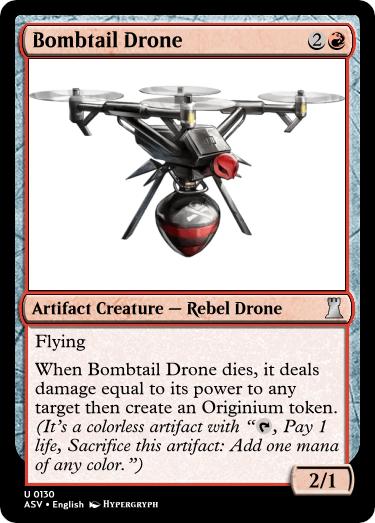 Bombtail Drone 2
Artifact Creature — Rebel Drone
Flying
When Bombtail Drone dies, it deals
damage equal to its power to any
target then create an Originium token.
(It's a colorless artifact with “, Pay 1
life, Sacrifice this artifact: Add one mana
of any color.”)
2/1
U 0130
ASV • English HYPERGRYPH